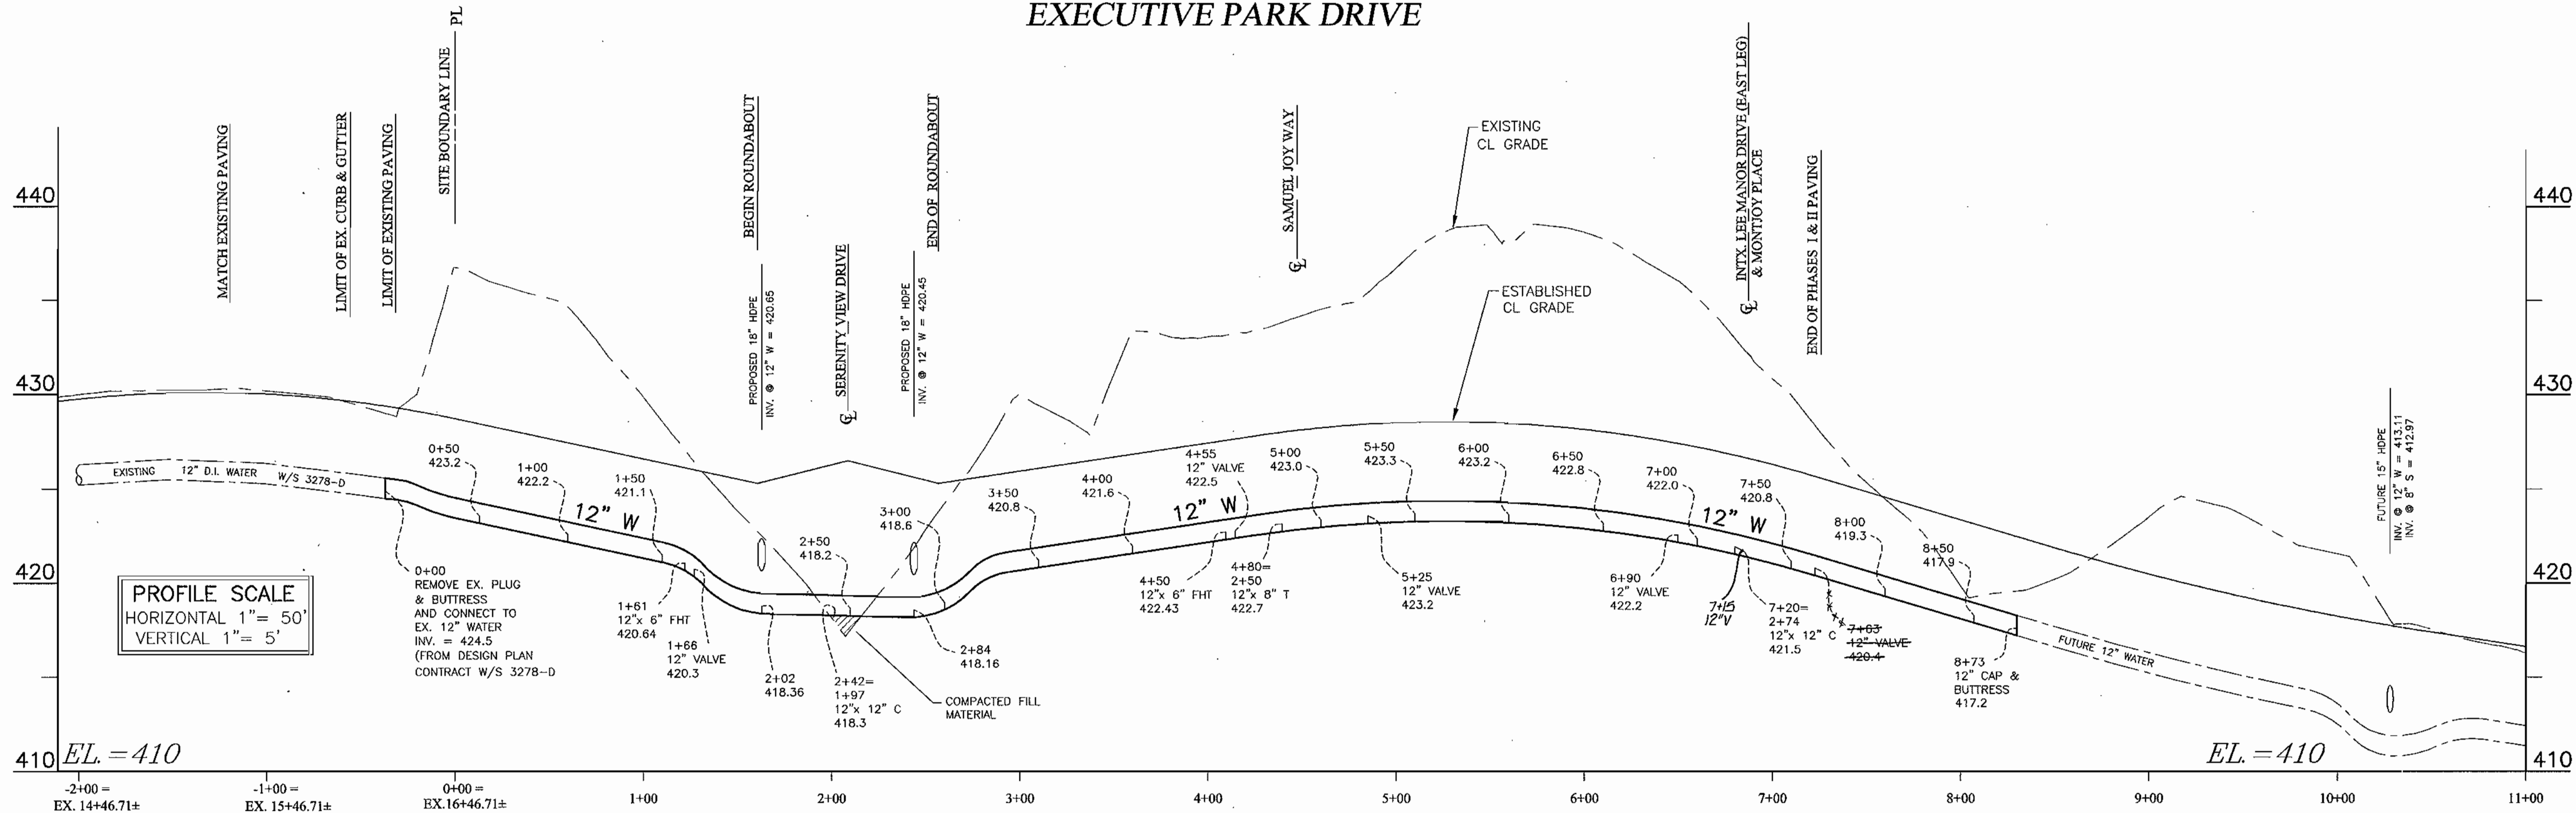 EXECUTIVE PARK DRIVE
MATCH EXISTING PAVING
LIMIT OF EX. CURB & GUTTER
LIMIT OF EXISTING PAVING
SITE BOUNDARY LINE
PL
BEGIN ROUNDABOUT
PROPOSED 18" HDPE
INV. @ 12" W = 420.65
SERENITY VIEW DRIVE
CL
PROPOSED 18" HDPE
INV. @ 12" W = 420.45
END OF ROUNDABOUT
SAMUEL JOY WAY
CL
EXISTING
CL GRADE
ESTABLISHED
CL GRADE
INTX. LEE MANOR DRIVE (EAST LEG)
& MONTJOY PLACE
CL
END OF PHASES I & II PAVING
FUTURE 15" HDPE
INV. @ 12" W = 413.11
INV. @ 8" S = 412.97
440
430
420
410
EL. = 410
440
430
420
410
EL. = 410
EXISTING 12" D.I. WATER W/S 3278-D
0+50
423.2
1+00
422.2
12" W
1+50
421.1
2+50
418.2
3+00
418.6
3+50
420.8
4+00
421.6
12" W
4+55
12" VALVE
422.5
5+00
423.0
5+50
423.3
6+00
423.2
6+50
422.8
7+00
422.0
12" W
7+50
420.8
8+00
419.3
8+50
417.9
PROFILE SCALE
HORIZONTAL 1"= 50'
VERTICAL 1"= 5'
0+00
REMOVE EX. PLUG
& BUTTRESS
AND CONNECT TO
EX. 12" WATER
INV. = 424.5
(FROM DESIGN PLAN
CONTRACT W/S 3278-D
1+61
12"x 6" FHT
420.64
1+66
12" VALVE
420.3
2+02
418.36
2+42=
1+97
12"x 12" C
418.3
COMPACTED FILL
MATERIAL
2+84
418.16
4+50
12"x 6" FHT
422.43
4+80=
2+50
12"x 8" T
422.7
5+25
12" VALVE
423.2
6+90
12" VALVE
422.2
7+15
12"V
7+20=
2+74
12"x 12" C
421.5
7+63
12" VALVE
420.4
8+73
12" CAP &
BUTTRESS
417.2
FUTURE 12" WATER
-2+00 =
EX. 14+46.71±
-1+00 =
EX. 15+46.71±
0+00 =
EX.16+46.71±
1+00
2+00
3+00
4+00
5+00
6+00
7+00
8+00
9+00
10+00
11+00